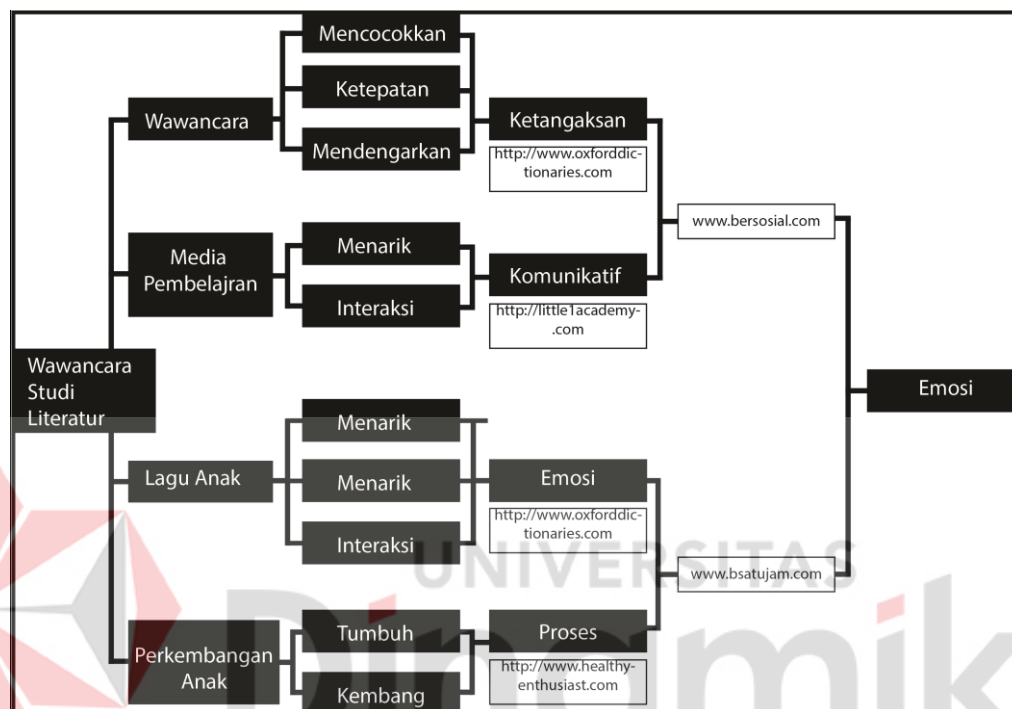 Mencocokkan
Ketepatan
Wawancara
Ketangaksan
Mendengarkan
http://www.oxforddic-
tionaries.com
www.bersosial.com
Media
Pembelajran
Menarik
Komunikatif
Interaksi
http://little1academy-
.com
Wawancara
Studi
Literatur
Emosi
Menarik
Lagu Anak
Menarik
Emosi
Interaksi
http://www.oxforddic-
tionaries.com
www.bsatujam.com
UNIVERSITAS
Dinamik
Perkembangan
Anak
Tumbuh
Proses
Kembang
http://www.healthy-
enthusiast.com